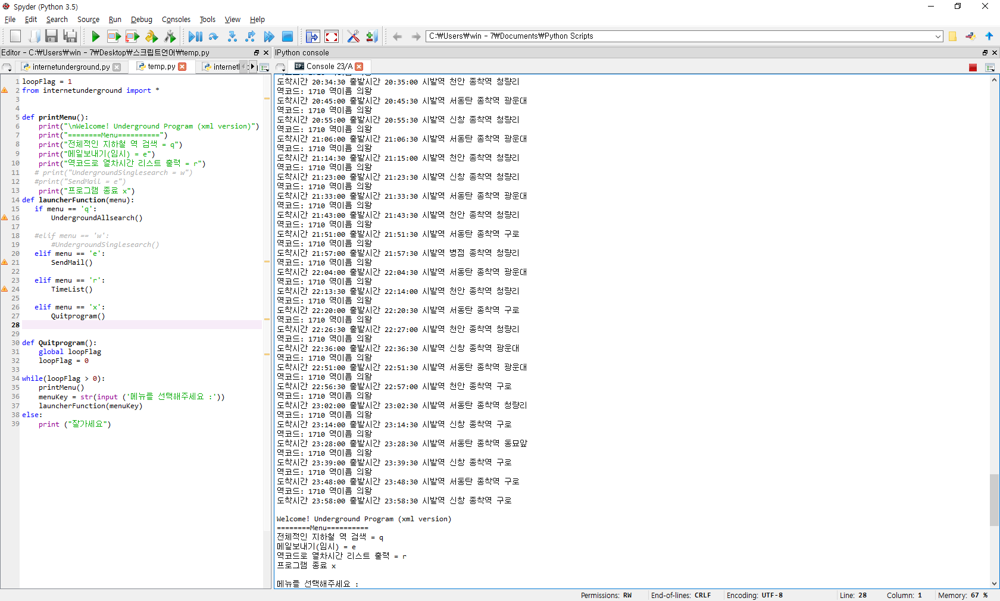 Spyder (Python 3.5)
File Edit Search Source Run Debug Consoles Tools View Help
C:₩Users₩win - 7₩Documents₩Python Scripts
Editor - C:₩Users₩win - 7₩Desktop₩스크립트언어₩temp.py
internetunderground.py temp.py internetl
1 loopFlag = 1
2 from internetunderground import *
3
4
5 def printMenu():
6 print("\nWelcome! Underground Program (xml version)")
7 print("========Menu==========")
8 print("전체적인 지하철 역 검색 = q")
9 print("메일보내기(임시) = e")
10 print("역코드로 열차시간 리스트 출력 = r")
11 # print("UndergroundSinglesearch = w")
12 #print("SendMail = e")
13 print("프로그램 종료 x")
14 def launcherFunction(menu):
15 if menu == 'q':
16 UndergroundAllsearch()
17
18 #elif menu == 'w':
19 #UndergroundSinglesearch()
20 elif menu == 'e':
21 SendMail()
22
23 elif menu == 'r':
24 TimeList()
25
26 elif menu == 'x':
27 Quitprogram()
28
29
30 def Quitprogram():
31 global loopFlag
32 loopFlag = 0
33
34 while(loopFlag > 0):
35 printMenu()
36 menuKey = str(input ('메뉴를 선택해주세요 :'))
37 launcherFunction(menuKey)
38 else:
39 print ("잘가세요")
IPython console
IP: Console 23/A
도착시간 20:34:30 출발시간 20:35:00 시발역 천안 종착역 청량리
역코드: 1710 역이름 의왕
도착시간 20:45:00 출발시간 20:45:30 시발역 서동탄 종착역 광운대
역코드: 1710 역이름 의왕
도착시간 20:55:00 출발시간 20:55:30 시발역 신창 종착역 청량리
역코드: 1710 역이름 의왕
도착시간 21:06:00 출발시간 21:06:30 시발역 서동탄 종착역 광운대
역코드: 1710 역이름 의왕
도착시간 21:14:30 출발시간 21:15:00 시발역 천안 종착역 청량리
역코드: 1710 역이름 의왕
도착시간 21:23:00 출발시간 21:23:30 시발역 신창 종착역 청량리
역코드: 1710 역이름 의왕
도착시간 21:33:00 출발시간 21:33:30 시발역 서동탄 종착역 광운대
역코드: 1710 역이름 의왕
도착시간 21:43:00 출발시간 21:43:30 시발역 천안 종착역 청량리
역코드: 1710 역이름 의왕
도착시간 21:51:00 출발시간 21:51:30 시발역 서동탄 종착역 구로
역코드: 1710 역이름 의왕
도착시간 21:57:00 출발시간 21:57:30 시발역 병점 종착역 청량리
역코드: 1710 역이름 의왕
도착시간 22:04:00 출발시간 22:04:30 시발역 서동탄 종착역 광운대
역코드: 1710 역이름 의왕
도착시간 22:13:30 출발시간 22:14:00 시발역 천안 종착역 청량리
역코드: 1710 역이름 의왕
도착시간 22:20:00 출발시간 22:20:30 시발역 서동탄 종착역 구로
역코드: 1710 역이름 의왕
도착시간 22:26:30 출발시간 22:27:00 시발역 천안 종착역 청량리
역코드: 1710 역이름 의왕
도착시간 22:36:00 출발시간 22:36:30 시발역 신창 종착역 광운대
역코드: 1710 역이름 의왕
도착시간 22:51:00 출발시간 22:51:30 시발역 서동탄 종착역 광운대
역코드: 1710 역이름 의왕
도착시간 22:56:30 출발시간 22:57:00 시발역 천안 종착역 구로
역코드: 1710 역이름 의왕
도착시간 23:02:00 출발시간 23:02:30 시발역 서동탄 종착역 청량리
역코드: 1710 역이름 의왕
도착시간 23:14:00 출발시간 23:14:30 시발역 신창 종착역 구로
역코드: 1710 역이름 의왕
도착시간 23:28:00 출발시간 23:28:30 시발역 서동탄 종착역 동묘앞
역코드: 1710 역이름 의왕
도착시간 23:39:00 출발시간 23:39:30 시발역 신창 종착역 구로
역코드: 1710 역이름 의왕
도착시간 23:48:00 출발시간 23:48:30 시발역 서동탄 종착역 구로
역코드: 1710 역이름 의왕
도착시간 23:58:00 출발시간 23:58:30 시발역 신창 종착역 구로
Welcome! Underground Program (xml version)
========Menu==========
전체적인 지하철 역 검색 = q
메일보내기(임시) = e
역코드로 열차시간 리스트 출력 = r
프로그램 종료 x
메뉴를 선택해주세요 :
Permissions: RW End-of-lines: CRLF Encoding: UTF-8 Line: 28 Column: 1 Memory: 67 %